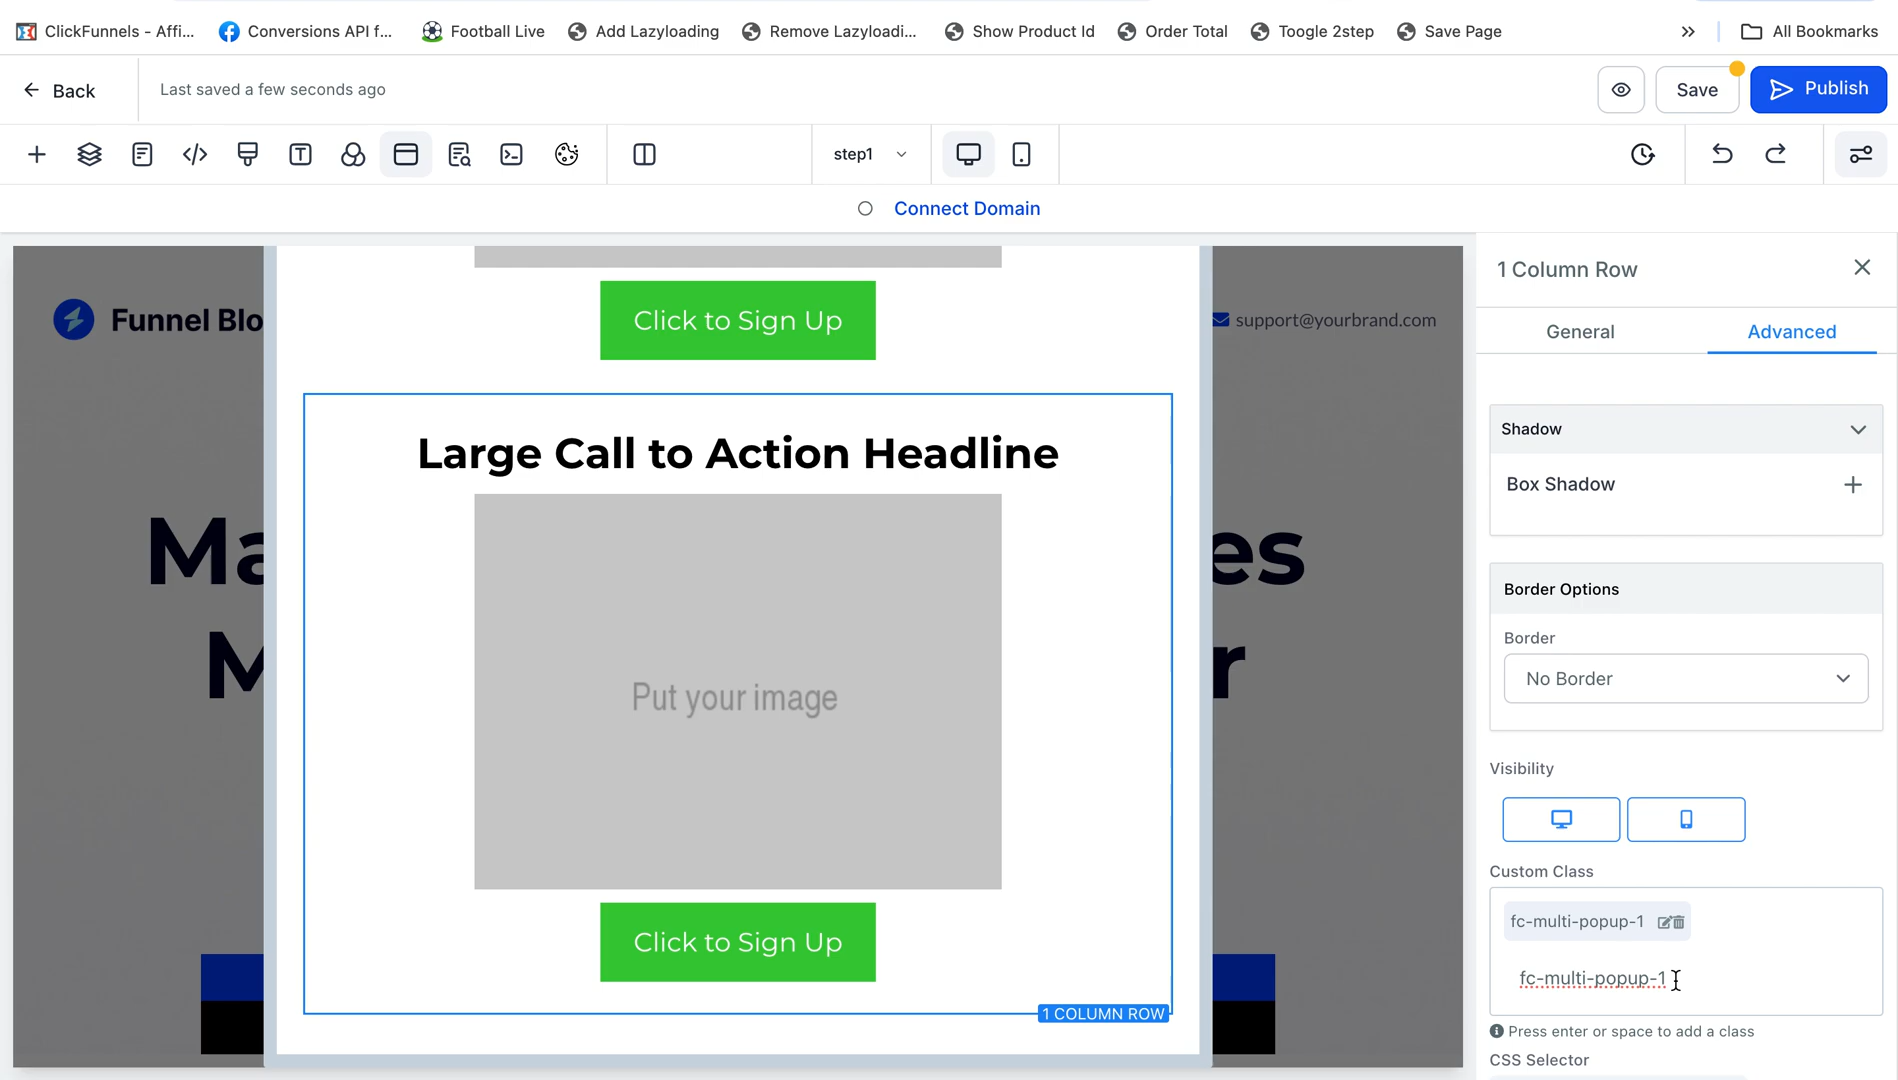 ClickFunnels - Affi...
Conversions API f...
Football Live
Add Lazyloading
Remove Lazyloadi...
Show Product Id
Order Total
Toogle 2step
Save Page
All Bookmarks
Back
Last saved a few seconds ago
Save
Publish
step1
Connect Domain
Funnel Blo
support@yourbrand.com
Click to Sign Up
Large Call to Action Headline
Put your image
Click to Sign Up
1 COLUMN ROW
Ma
es
M
r
1 Column Row
General
Advanced
Shadow
Box Shadow
Border Options
Border
No Border
Visibility
Custom Class
fc-multi-popup-1
fc-multi-popup-1
Press enter or space to add a class
CSS Selector